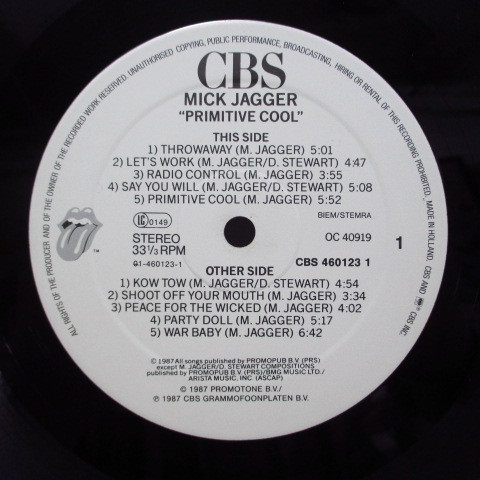 ALL RIGHTS OF THE PRODUCER AND OF THE OWNER OF THE RECORDED WORK RESERVED. UNAUTHORISED COPYING, PUBLIC PERFORMANCE, BROADCASTING, HIRING OR RENTAL OF THIS RECORDING PROHIBITED. MADE IN HOLLAND. CBS AND ARE CBS INC.
CBS
MICK JAGGER
"PRIMITIVE COOL"
THIS SIDE
1) THROWAWAY (M. JAGGER) 5:01
2) LET'S WORK (M. JAGGER/D. STEWART) 4:47
3) RADIO CONTROL (M. JAGGER) 3:55
4) SAY YOU WILL (M. JAGGER/D. STEWART) 5:08
5) PRIMITIVE COOL (M. JAGGER) 5:52
LC 0149
BIEM/STEMRA
STEREO
OC 40919
1
33⅓ RPM
TM
01-460123-1
CBS 460123 1
OTHER SIDE
1) KOW TOW (M. JAGGER/D. STEWART) 4:54
2) SHOOT OFF YOUR MOUTH (M. JAGGER) 3:34
3) PEACE FOR THE WICKED (M. JAGGER) 4:02
4) PARTY DOLL (M. JAGGER) 5:17
5) WAR BABY (M. JAGGER) 6:42
© 1987 All songs published by PROMOPUB B.V. (PRS)
except M. JAGGER/D. STEWART COMPOSITIONS
published by PROMOPUB B.V. (PRS)/BMG MUSIC LTD./
ARISTA MUSIC, INC (ASCAP)
© 1987 PROMOTONE B.V./
℗ 1987 CBS GRAMMOFOONPLATEN B.V.